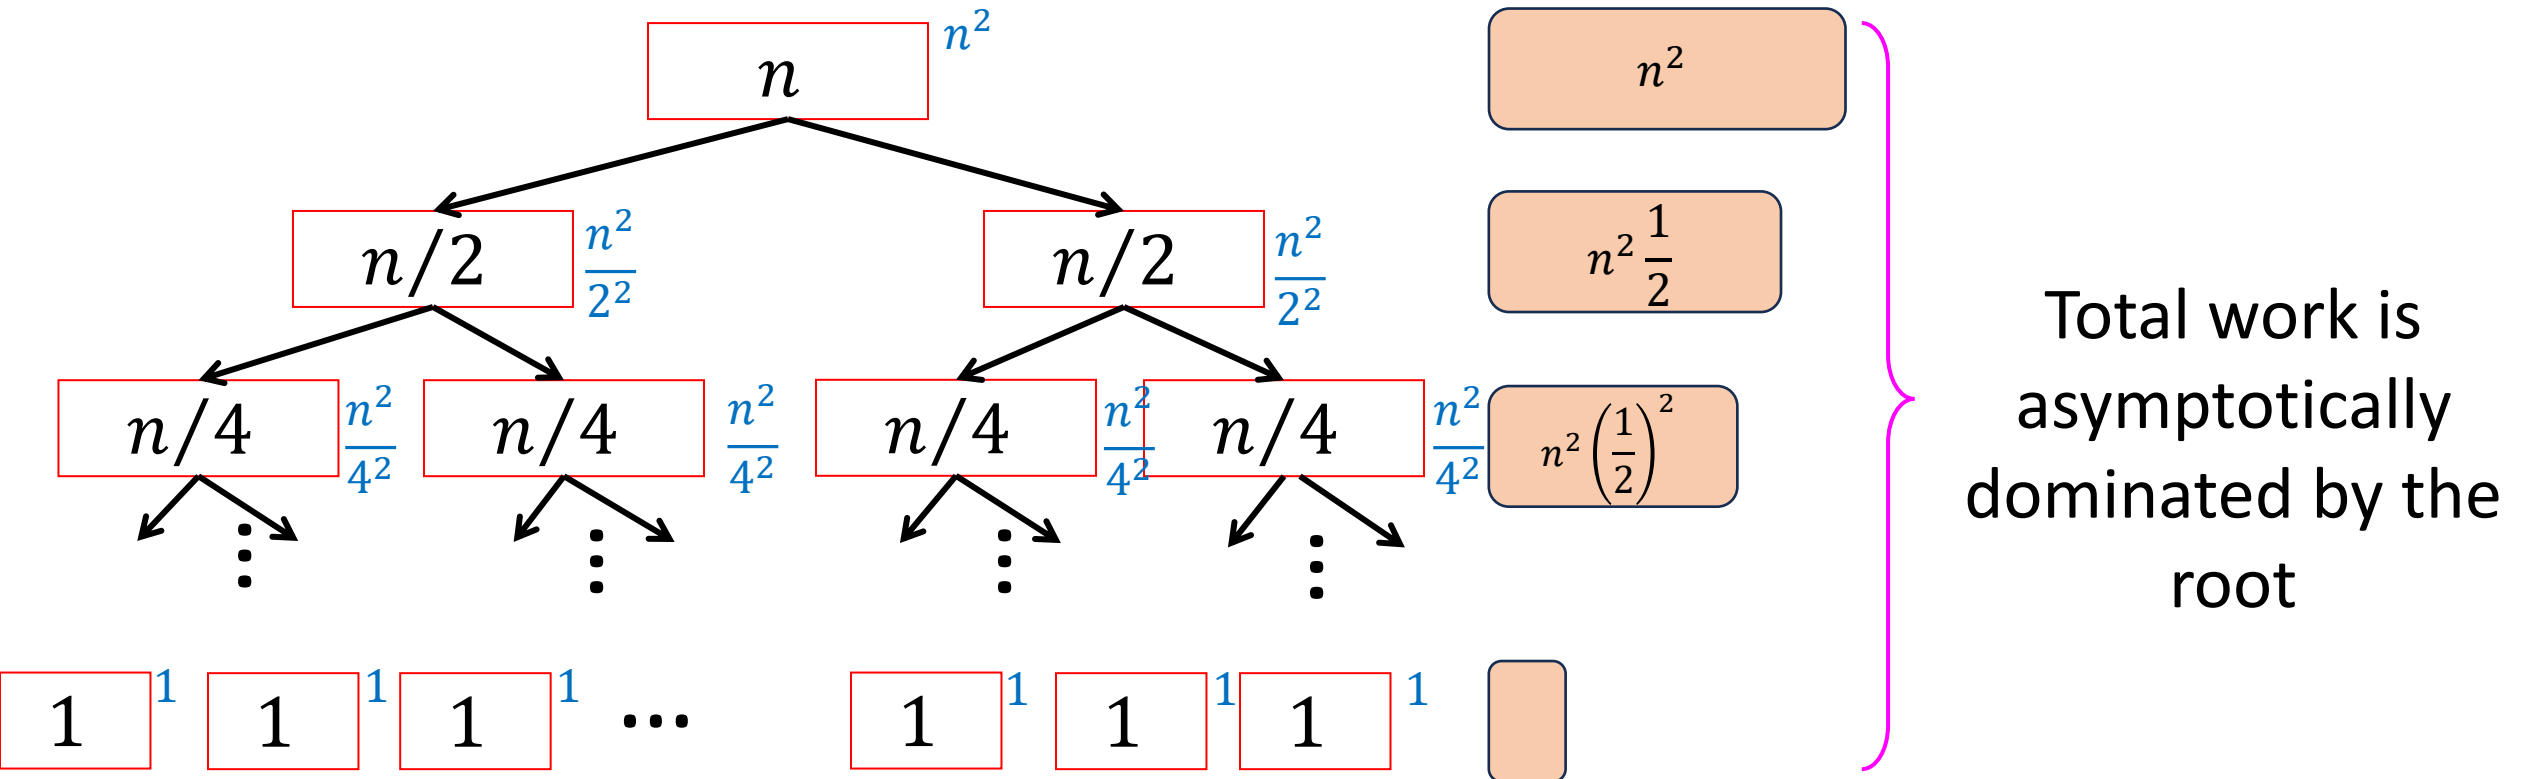 n n² n²
n/2 n²/2² n/2 n²/2² n² 1/2
n/4 n²/4² n/4 n²/4² n/4 n²/4² n/4 n²/4² n² (1/2)²
1 1 1 1 1 1 ... 1 1 1 1 1 1
Total work is
asymptotically
dominated by the
root